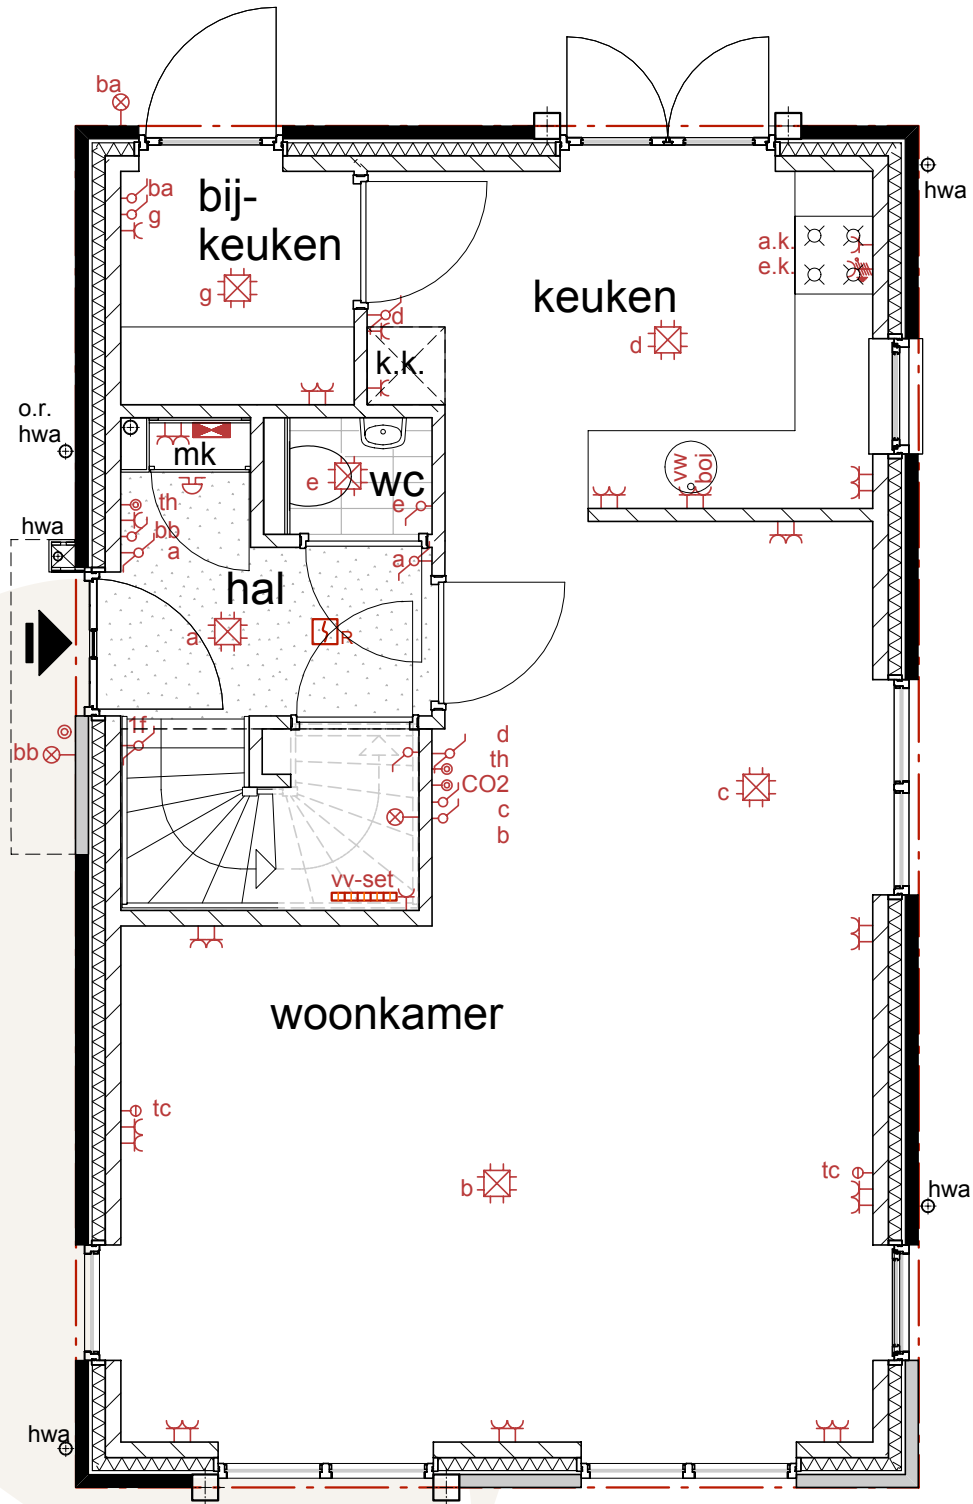 ba
ba
g
bij-
keuken
g
hwa
a.k.
e.k.
keuken
d
d
k.k.
o.r.
hwa
mk
wc
e
e
vw
boi
th
bb
a
hwa
a
hal
a
R
1f
bb
d
th
CO2
c
b
c
vv-set
woonkamer
tc
tc
hwa
b
hwa